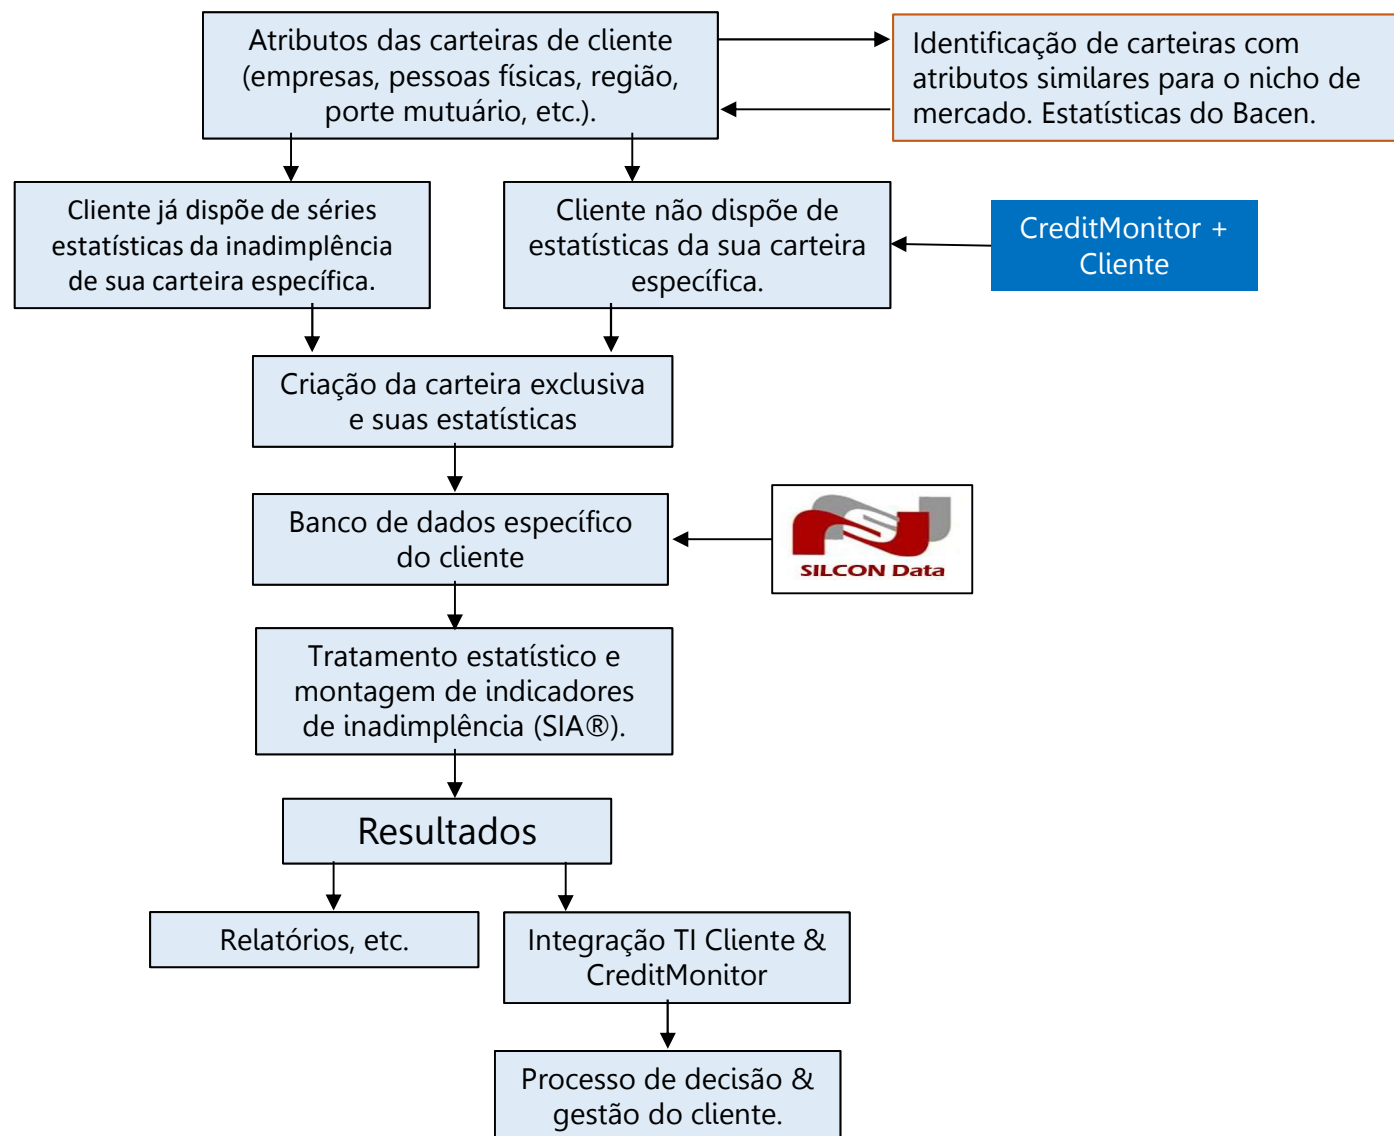 Atributos das carteiras de cliente
(empresas, pessoas físicas, região,
porte mutuário, etc.).
Identificação de carteiras com
atributos similares para o nicho de
mercado. Estatísticas do Bacen.
Cliente já dispõe de séries
estatísticas da inadimplência
de sua carteira específica.
Cliente não dispõe de
estatísticas da sua carteira
específica.
CreditMonitor +
Cliente
Criação da carteira exclusiva
e suas estatísticas
Banco de dados específico
do cliente
SILCON Data
Tratamento estatístico e
montagem de indicadores
de inadimplência (SIA®).
Resultados
Relatórios, etc.
Integração TI Cliente &
CreditMonitor
Processo de decisão &
gestão do cliente.